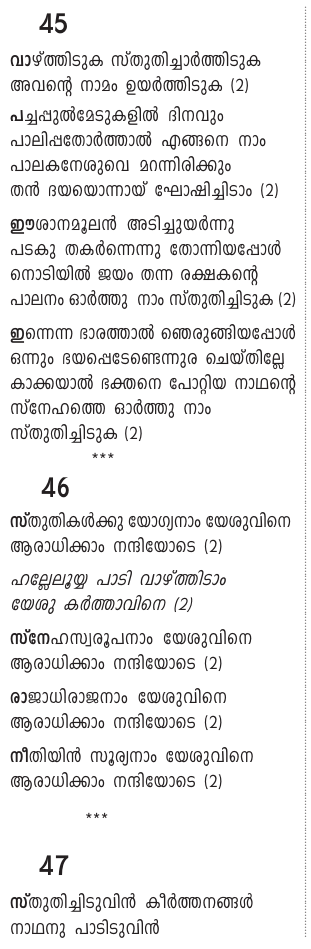 45
വാഴ്ത്തിടുക സ്തുതിച്ചാർത്തിടുക
അവന്റെ നാമം ഉയർത്തിടുക (2)
പച്ചപ്പുൽമേടുകളിൽ ദിനവും
പാലിപ്പതോർത്താൽ എങ്ങനെ നാം
പാലകനേശുവെ മറന്നിരിക്കും
തൻ ദയയൊന്നായ് ഘോഷിച്ചിടാം (2)
ഈശാനമൂലൻ അടിച്ചുയർന്നു
പടകു തകർന്നെന്നു തോന്നിയപ്പോൾ
നൊടിയിൽ ജയം തന്ന രക്ഷകന്റെ
പാലനം ഓർത്തു നാം സ്തുതിച്ചിടുക (2)
ഇന്നെന്ന ഭാരത്താൽ ഞെരുങ്ങിയപ്പോൾ
ഒന്നും ഭയപ്പെടേണ്ടെന്നുര ചെയ്തില്ലേ
കാക്കയാൽ ഭക്തനെ പോറ്റിയ നാഥന്റെ
സ്നേഹത്തെ ഓർത്തു നാം
സ്തുതിച്ചിടുക (2)
***
46
സ്തുതികൾക്കു യോഗ്യനാം യേശുവിനെ
ആരാധിക്കാം നന്ദിയോടെ (2)
ഹല്ലേലൂയ്യ പാടി വാഴ്ത്തിടാം
യേശു കർത്താവിനെ (2)
സ്നേഹസ്വരൂപനാം യേശുവിനെ
ആരാധിക്കാം നന്ദിയോടെ (2)
രാജാധിരാജനാം യേശുവിനെ
ആരാധിക്കാം നന്ദിയോടെ (2)
നീതിയിൻ സൂര്യനാം യേശുവിനെ
ആരാധിക്കാം നന്ദിയോടെ (2)
***
47
സ്തുതിച്ചിടുവിൻ കീർത്തനങ്ങൾ
നാഥനു പാടിടുവിൻ